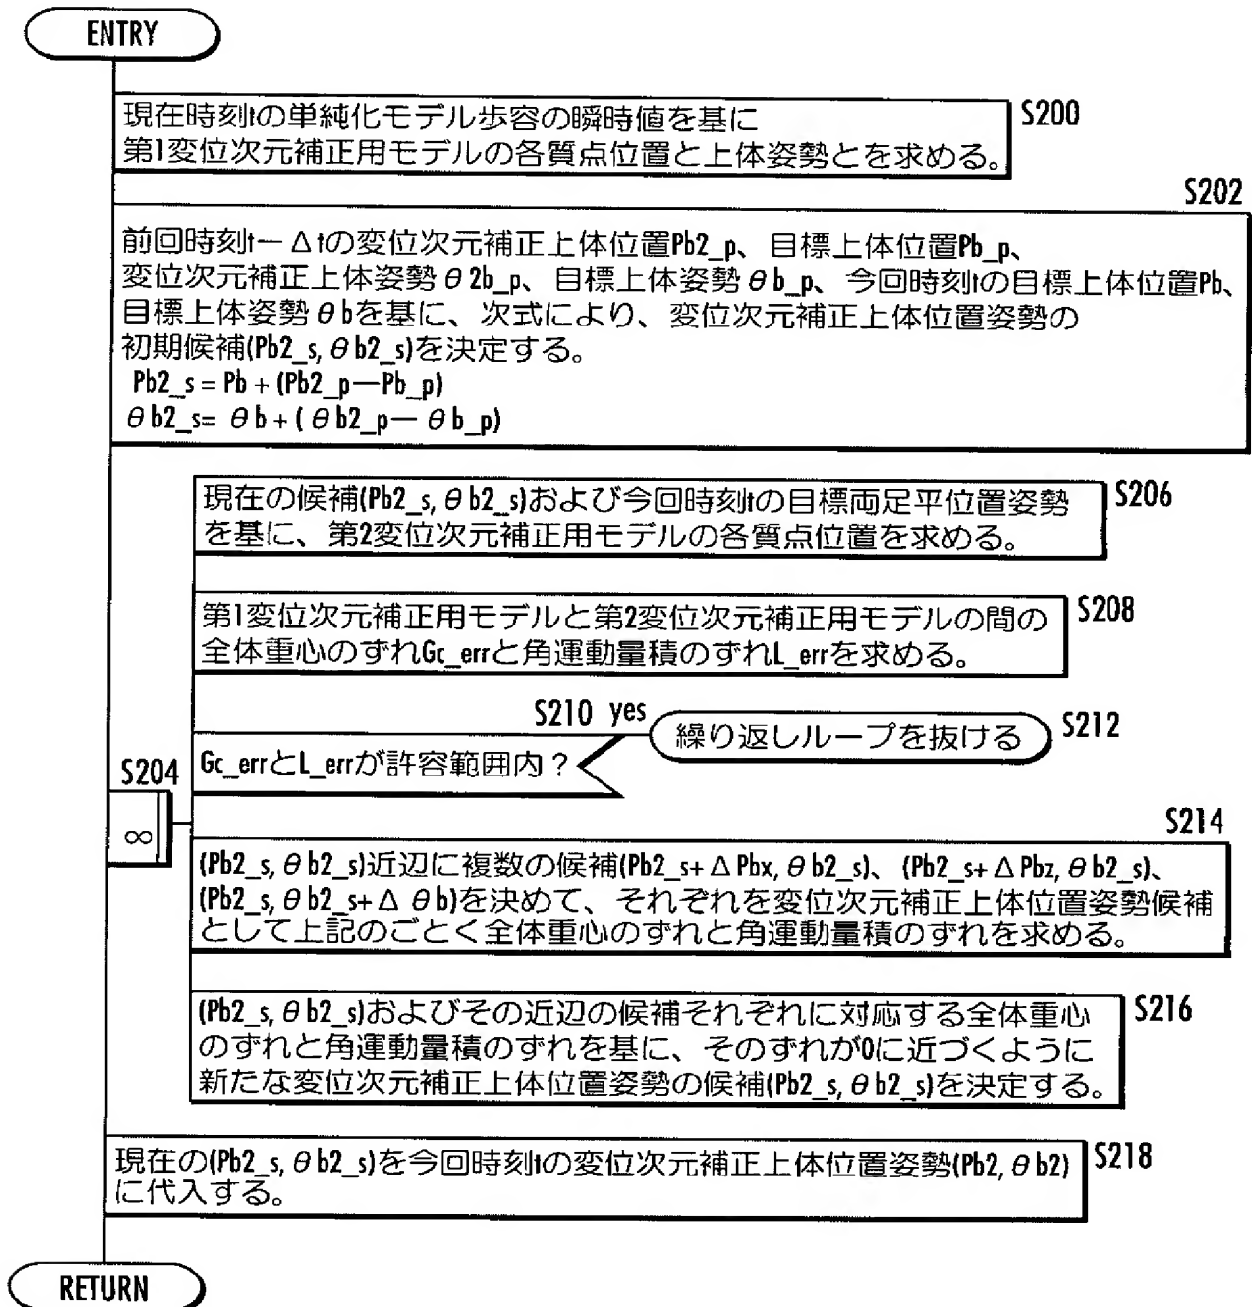 ENTRY
現在時刻tの単純化モデル歩容の瞬時値を基に
第1変位次元補正用モデルの各質点位置と上体姿勢とを求める。
S200
S202
前回時刻t－Δtの変位次元補正上体位置Pb2_p、目標上体位置Pb_p、
変位次元補正上体姿勢θ2b_p、目標上体姿勢θb_p、今回時刻tの目標上体位置Pb、
目標上体姿勢θbを基に、次式により、変位次元補正上体位置姿勢の
初期候補(Pb2_s,θb2_s)を決定する。
Pb2_s = Pb + (Pb2_p－Pb_p)
θb2_s= θb + ( θb2_p－ θb_p)
現在の候補(Pb2_s,θb2_s)および今回時刻tの目標両足平位置姿勢
を基に、第2変位次元補正用モデルの各質点位置を求める。
S206
第1変位次元補正用モデルと第2変位次元補正用モデルの間の
全体重心のずれGc_errと角運動量積のずれL_errを求める。
S208
S210 yes
繰り返しループを抜ける
S212
Gc_errとL_errが許容範囲内？
S204
∞
S214
(Pb2_s,θb2_s)近辺に複数の候補(Pb2_s+ΔPbx,θb2_s)、(Pb2_s+ΔPbz,θb2_s)、
(Pb2_s,θb2_s+Δθb)を決めて、それぞれを変位次元補正上体位置姿勢候補
として上記のごとく全体重心のずれと角運動量積のずれを求める。
(Pb2_s,θb2_s)およびその近辺の候補それぞれに対応する全体重心
のずれと角運動量積のずれを基に、そのずれが0に近づくように
新たな変位次元補正上体位置姿勢の候補(Pb2_s,θb2_s)を決定する。
S216
現在の(Pb2_s,θb2_s)を今回時刻tの変位次元補正上体位置姿勢(Pb2,θb2)
に代入する。
S218
RETURN